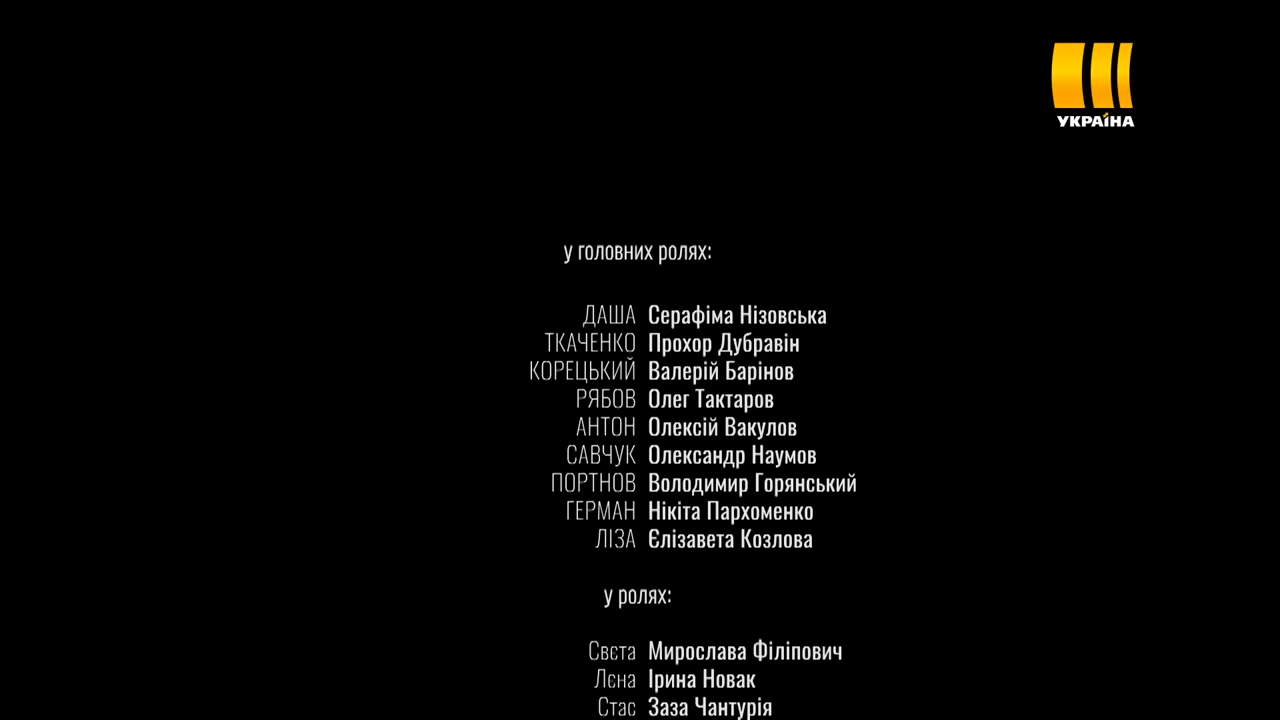 УКРАЇНА
у головних ролях:
ДАША Серафіма Нізовська
ТКАЧЕНКО Прохор Дубравін
КОРЕЦЬКИЙ Валерій Барінов
РЯБОВ Олег Тактаров
АНТОН Олексій Вакулов
САВЧУК Олександр Наумов
ПОРТНОВ Володимир Горянський
ГЕРМАН Нікіта Пархоменко
ЛІЗА Єлізавета Козлова
у ролях:
Свєта Мирослава Філіпович
Лєна Ірина Новак
Стас Заза Чантурія